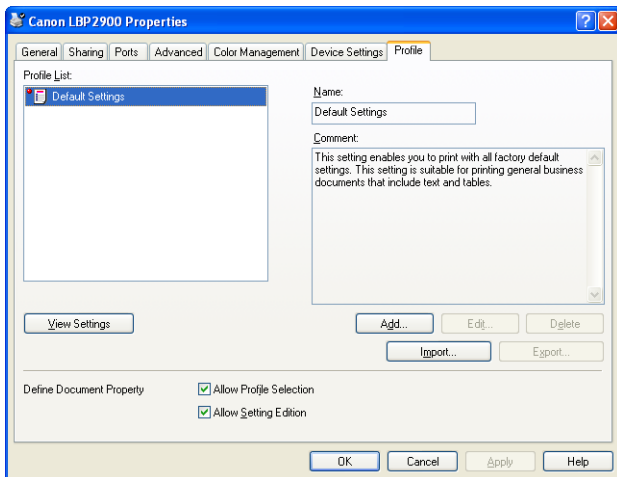 Canon LBP2900 Properties
General Sharing Ports Advanced Color Management Device Settings Profile
Profile List:
Default Settings
Name:
Default Settings
Comment:
This setting enables you to print with all factory default
settings. This setting is suitable for printing general business
documents that include text and tables.
View Settings
Add... Edit... Delete
Import... Export...
Define Document Property
Allow Profile Selection
Allow Setting Edition
OK Cancel Apply Help